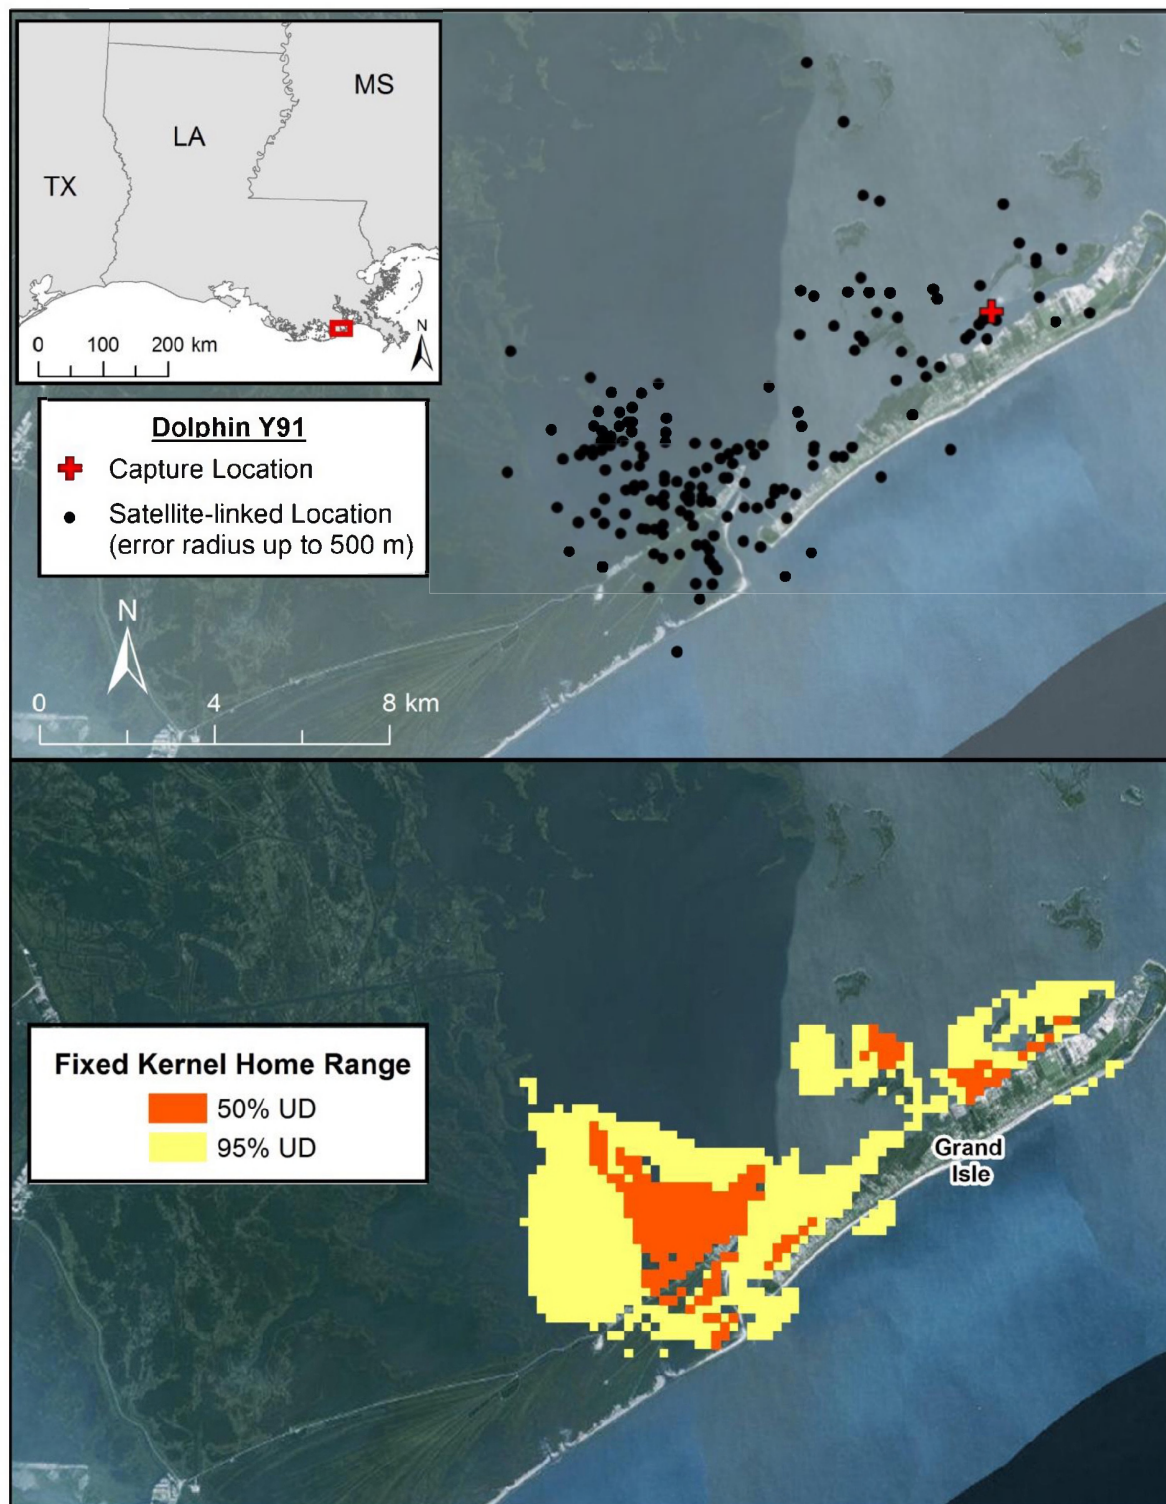 MS
LA
TX
N
0 100 200 km
Dolphin Y91
Capture Location
Satellite-linked Location
(error radius up to 500 m)
N
0 4 8 km
Fixed Kernel Home Range
50% UD
95% UD
Grand
Isle